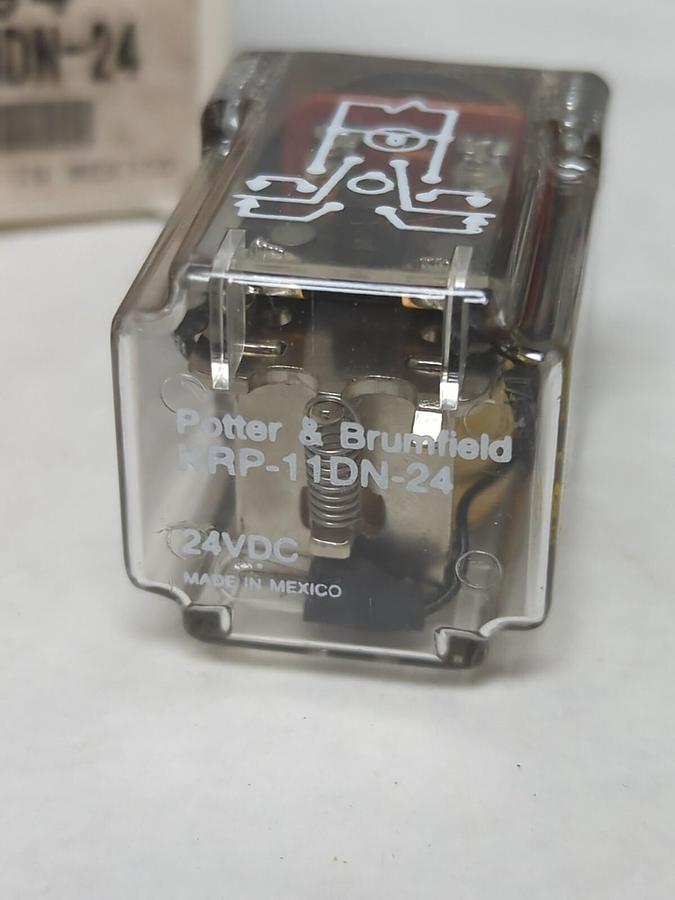 DN-24
Potter & Brumfield
KRP-11DN-24
24VDC
MADE IN MEXICO